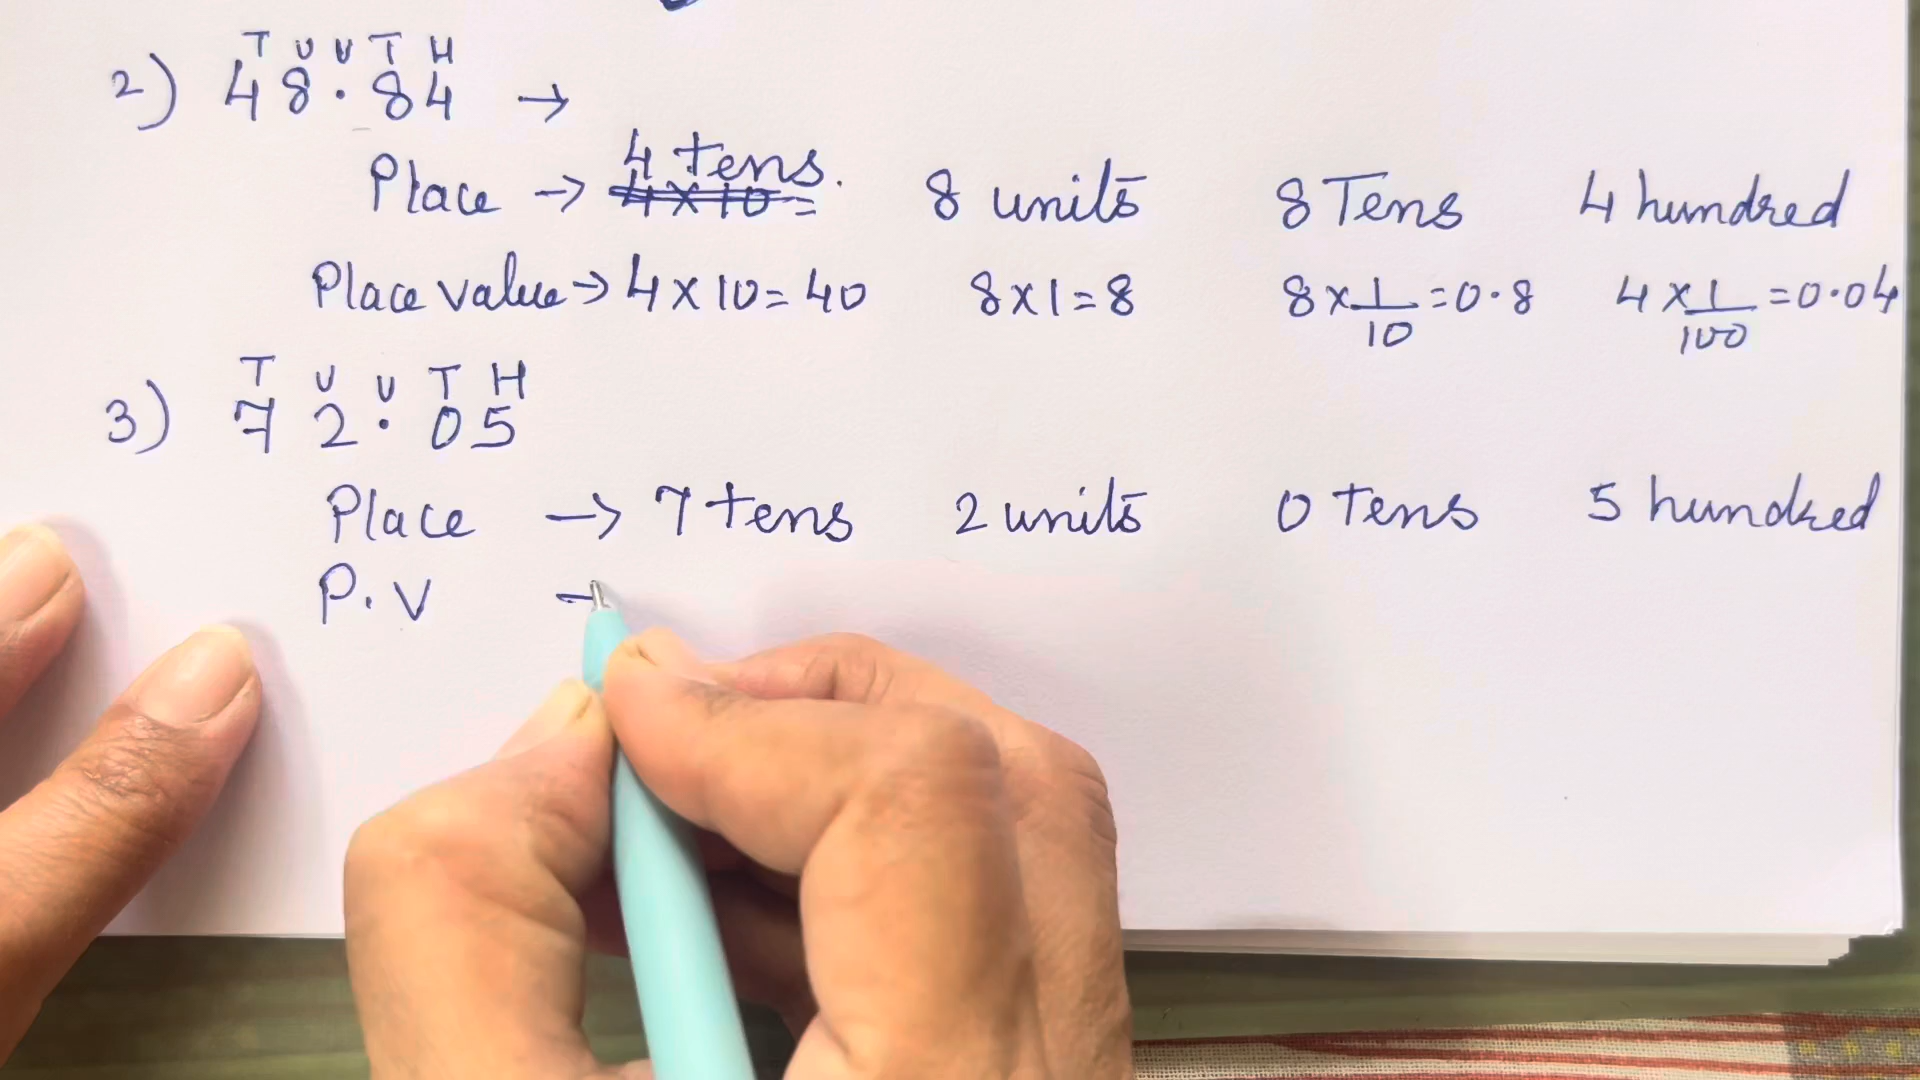 T U U T H
2) 48.84 →
4 tens.
Place → 4×10= 8 units 8 Tens 4 hundred
Place value → 4×10=40 8×1=8 8×1/10=0.8 4×1/100=0.04
T U U T H
3) 72.05
Place → 7 tens 2 units 0 tens 5 hundred
P.V →